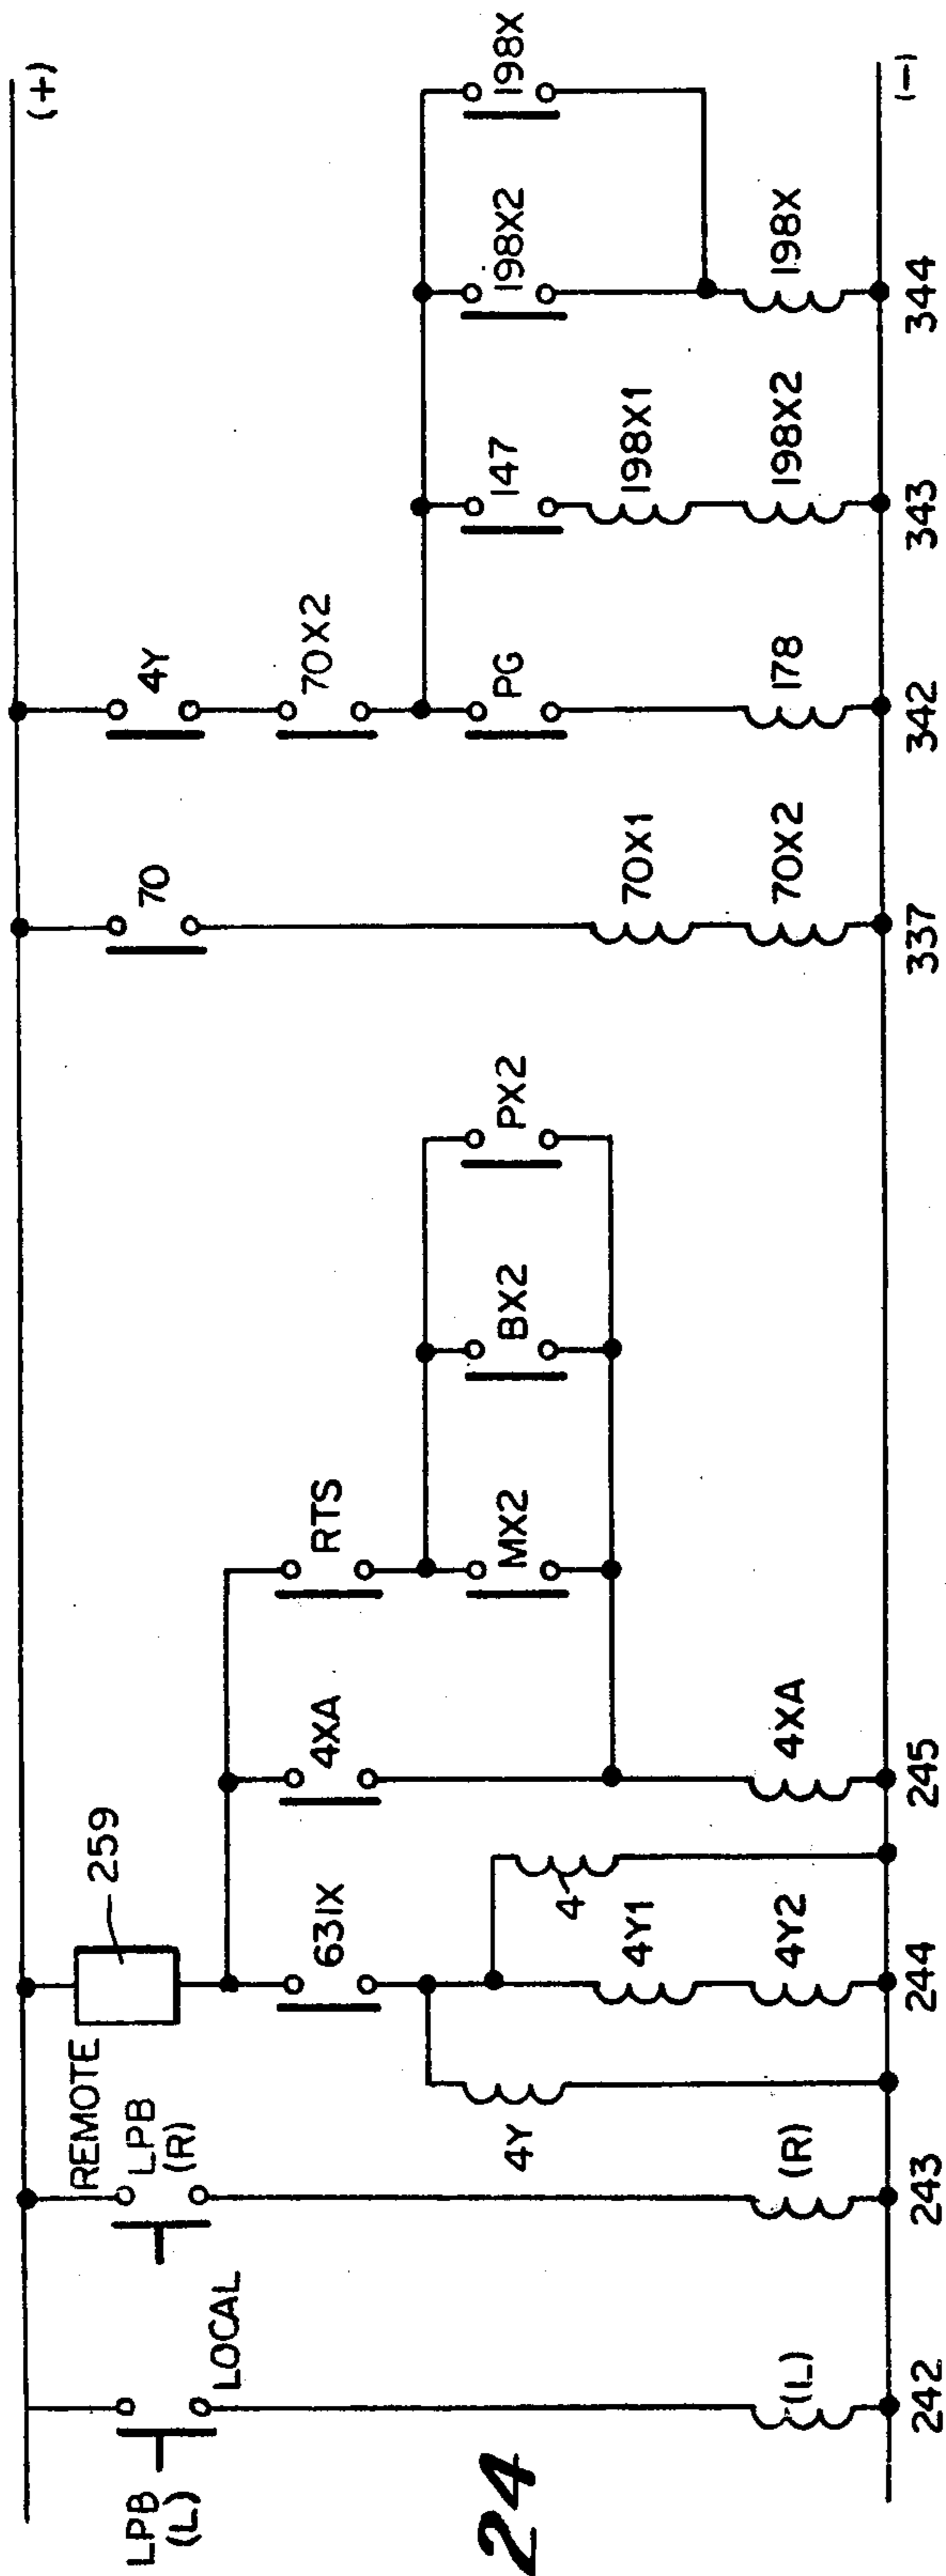 (+)
LPB
(L)
LOCAL
REMOTE
LPB
(R)
259
631X
4XA
RTS
MX2
BX2
PX2
70
4Y
70X2
PG
147
198X2
198X
4Y
4
4Y1
4Y2
4XA
70X1
70X2
178
198X1
198X2
198X
(L)
(R)
(-)
242
243
244
245
337
342
343
344
24